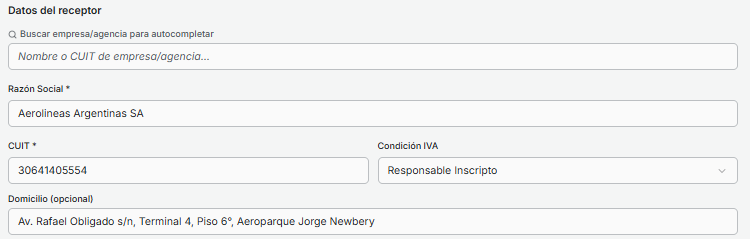 Datos del receptor
Buscar empresa/agencia para autocompletar
Nombre o CUIT de empresa/agencia...
Razón Social *
Aerolineas Argentinas SA
CUIT *
Condición IVA
30641405554
Responsable Inscripto
Domicilio (opcional)
Av. Rafael Obligado s/n, Terminal 4, Piso 6°, Aeroparque Jorge Newbery